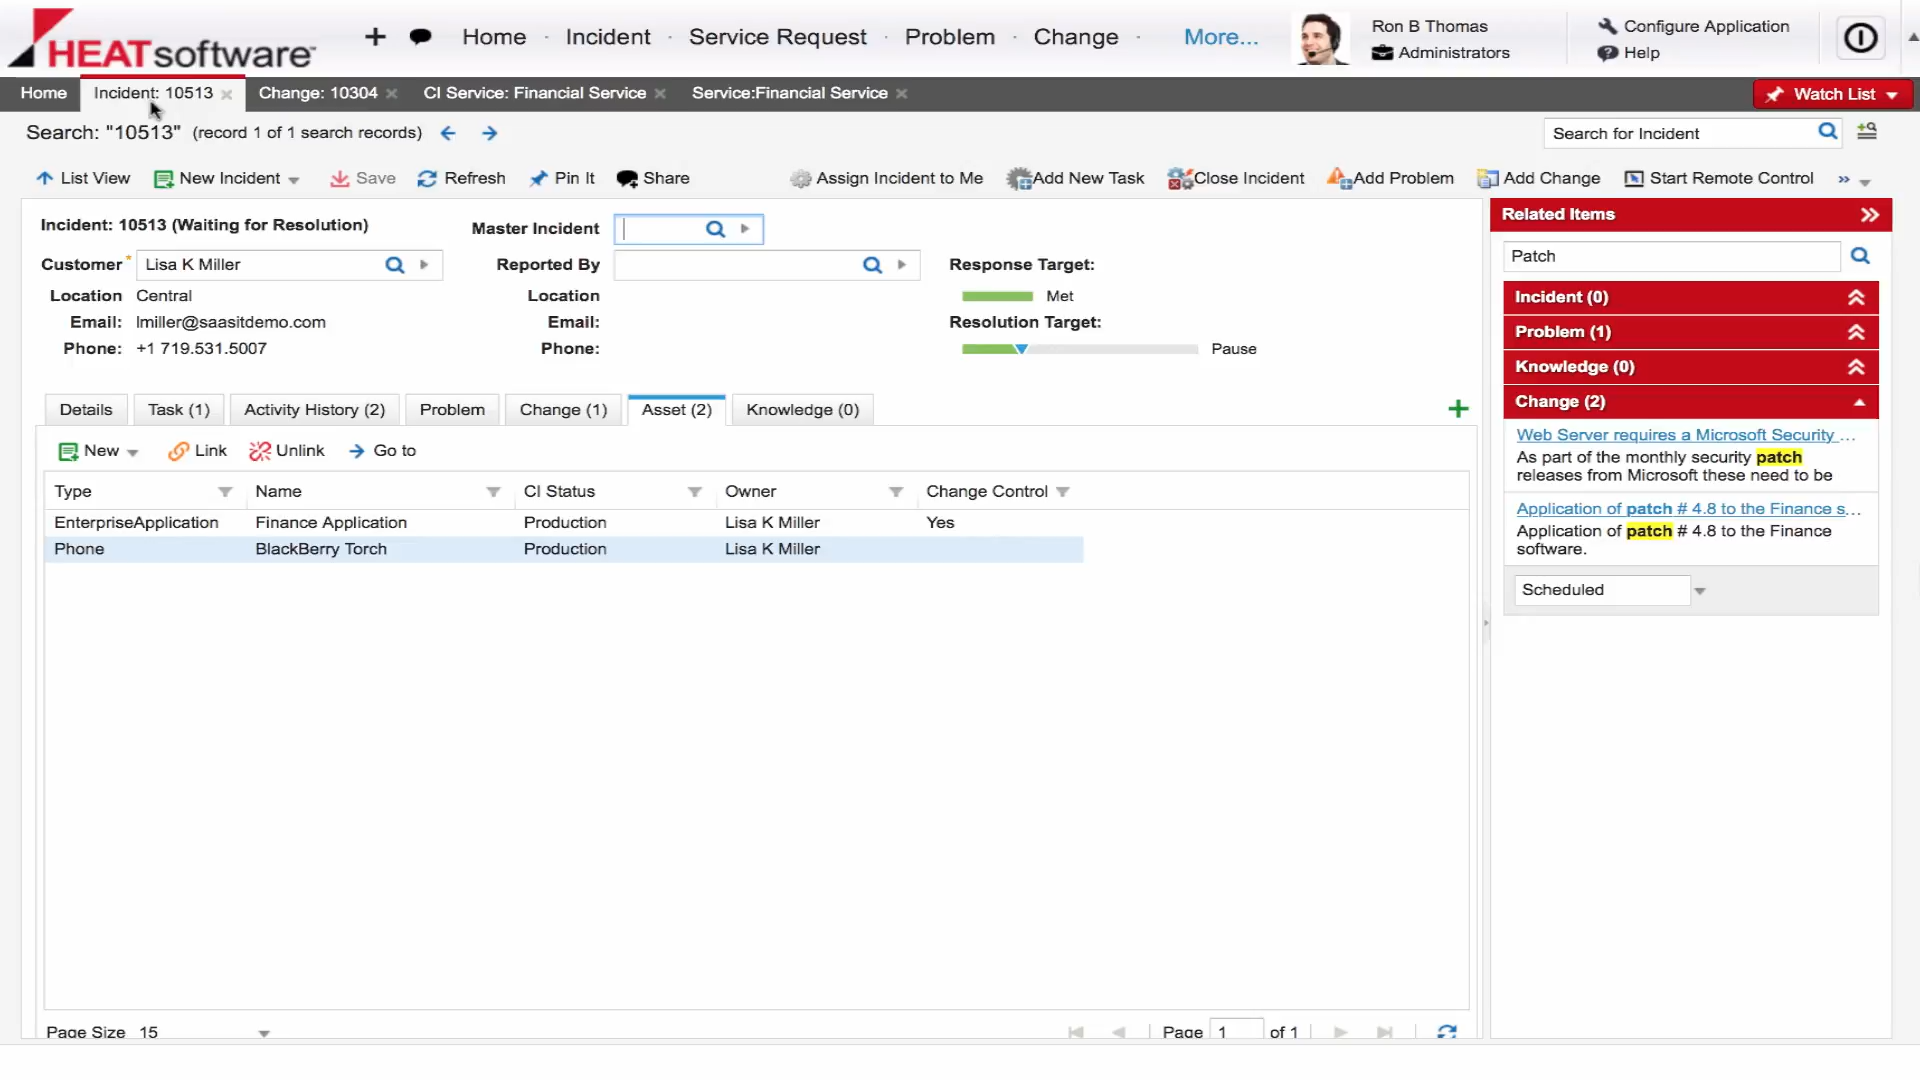 HEATsoftware
Home · Incident · Service Request · Problem · Change · More...
Ron B Thomas
Administrators
Configure Application
Help
Home
Incident: 10513
Change: 10304
CI Service: Financial Service
Service:Financial Service
Watch List
Search: "10513" (record 1 of 1 search records)
Search for Incident
List View New Incident Save Refresh Pin It Share Assign Incident to Me Add New Task Close Incident Add Problem Add Change Start Remote Control »
Incident: 10513 (Waiting for Resolution)
Master Incident
Customer * Lisa K Miller
Reported By
Response Target:
Location Central
Location
Met
Email: lmiller@saasitdemo.com
Email:
Resolution Target:
Phone: +1 719.531.5007
Phone:
Pause
Details Task (1) Activity History (2) Problem Change (1) Asset (2) Knowledge (0)
New Link Unlink Go to
Type Name CI Status Owner Change Control
EnterpriseApplication Finance Application Production Lisa K Miller Yes
Phone BlackBerry Torch Production Lisa K Miller
Page Size 15
Page 1 of 1
Related Items
Patch
Incident (0)
Problem (1)
Knowledge (0)
Change (2)
Web Server requires a Microsoft Security ...
As part of the monthly security patch
releases from Microsoft these need to be
Application of patch # 4.8 to the Finance s...
Application of patch # 4.8 to the Finance
software.
Scheduled